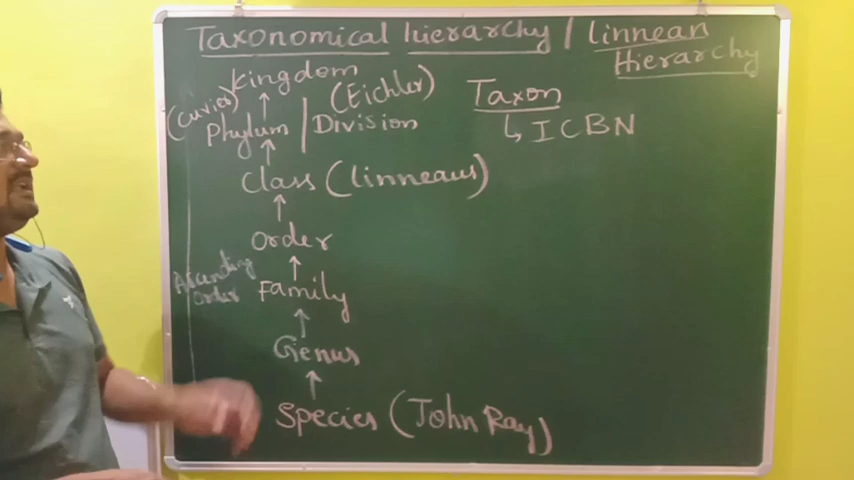 Taxonomical hierarchy / linnean
Hierarchy
Kingdom
(Cuvier) (Eichler)
Phylum / Division
Taxon
↳ ICBN
Class (linneaus)
order
Ascending
order
Family
Genus
Species (John Ray)